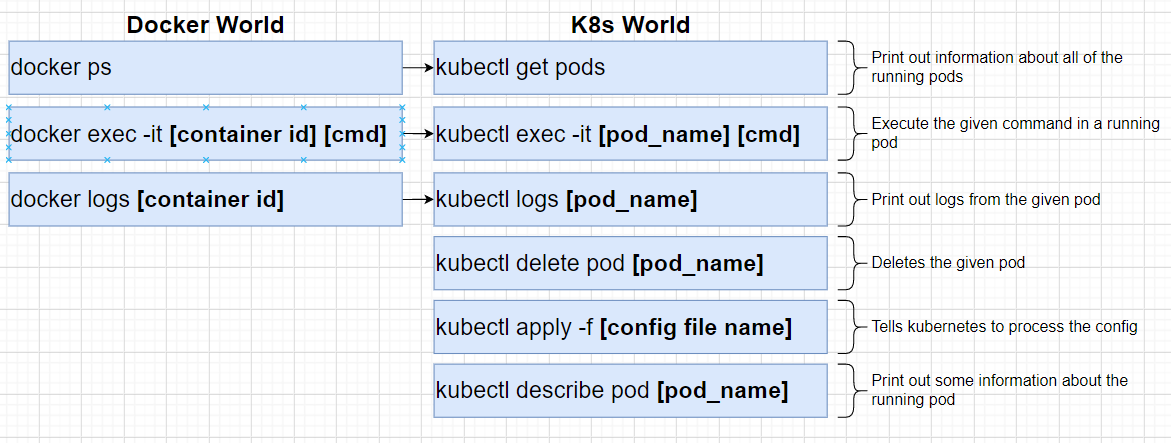 Docker World
K8s World
docker ps
kubectl get pods
Print out information about all of the
running pods
docker exec -it [container id] [cmd]
kubectl exec -it [pod_name] [cmd]
Execute the given command in a running
pod
docker logs [container id]
kubectl logs [pod_name]
Print out logs from the given pod
kubectl delete pod [pod_name]
Deletes the given pod
kubectl apply -f [config file name]
Tells kubernetes to process the config
kubectl describe pod [pod_name]
Print out some information about the
running pod